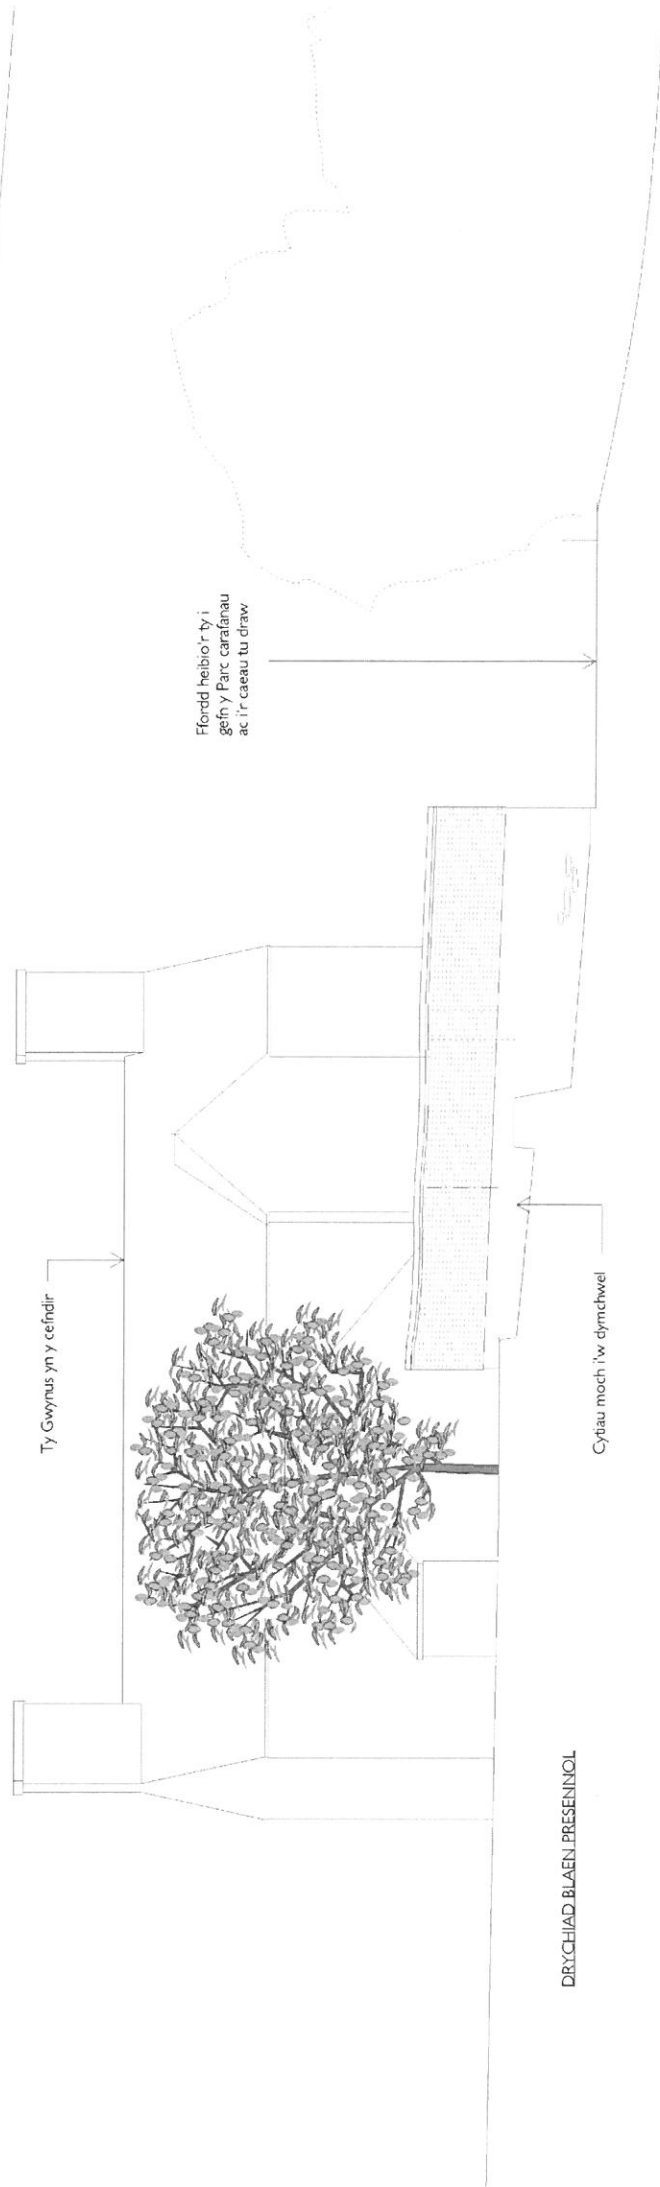 Ty Gwynus yn y cefndir
Ffordd heibio'r ty i
gefn y Parc carafanau
ac i'r caeau tu draw
Cytiau moch i'w dymchwel
DRYCHIAD BLAEN PRESENNOL